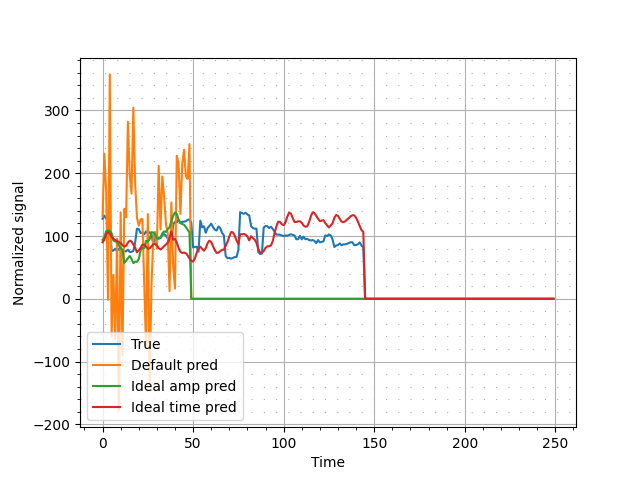 Normalized signal
300
200
100
0
−100
−200
True
Default pred
Ideal amp pred
Ideal time pred
0 50 100 150 200 250
Time